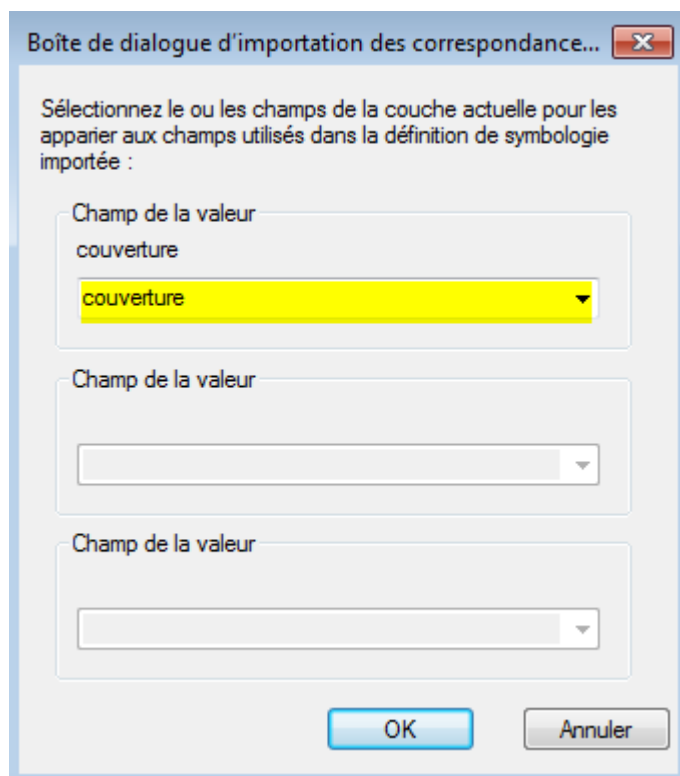 Boîte de dialogue d'importation des correspondance...
Sélectionnez le ou les champs de la couche actuelle pour les
apparier aux champs utilisés dans la définition de symbologie
importée :
Champ de la valeur
couverture
couverture
Champ de la valeur
Champ de la valeur
OK
Annuler